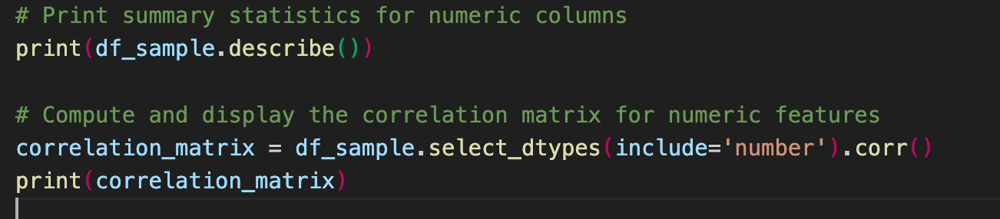 # Print summary statistics for numeric columns
print(df_sample.describe())
# Compute and display the correlation matrix for numeric features
correlation_matrix = df_sample.select_dtypes(include='number').corr()
print(correlation_matrix)